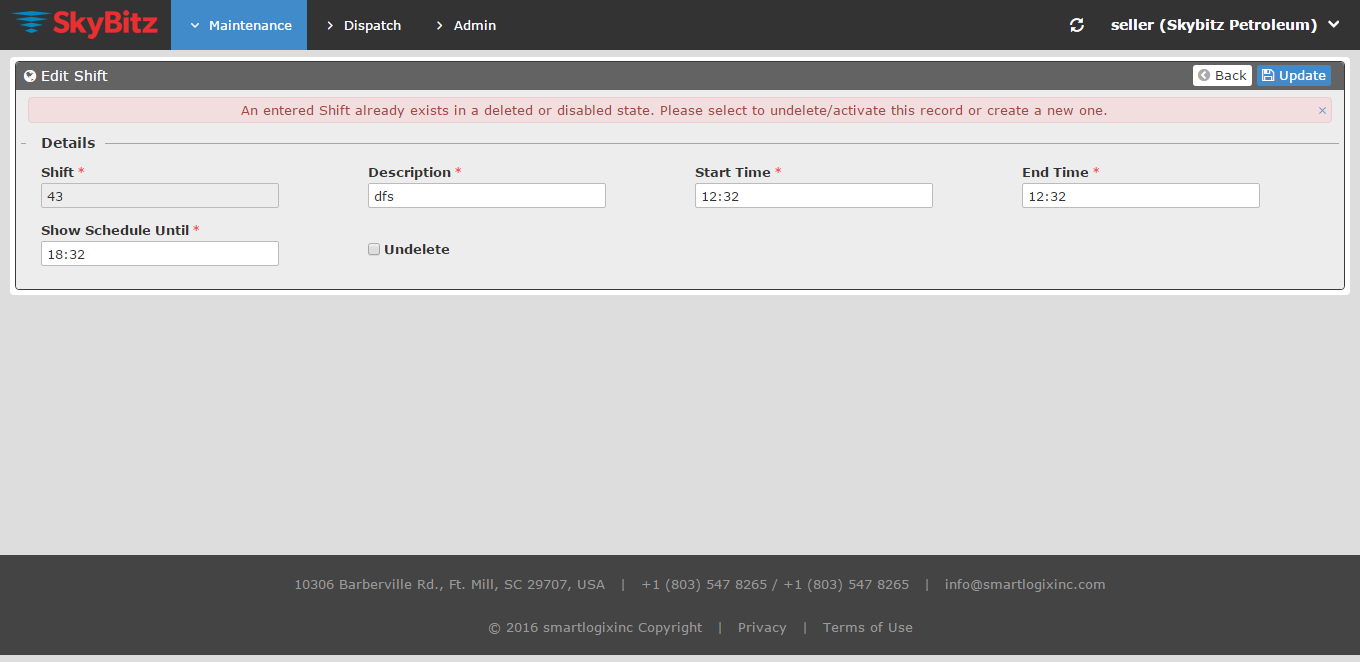 SkyBitz Maintenance Dispatch Admin seller (Skybitz Petroleum)
Edit Shift Back Update
An entered Shift already exists in a deleted or disabled state. Please select to undelete/activate this record or create a new one. ×
Details
Shift * Description * Start Time * End Time *
43 dfs 12:32 12:32
Show Schedule Until *
18:32 Undelete
10306 Barberville Rd., Ft. Mill, SC 29707, USA | +1 (803) 547 8265 / +1 (803) 547 8265 | info@smartlogixinc.com
© 2016 smartlogixinc Copyright | Privacy | Terms of Use